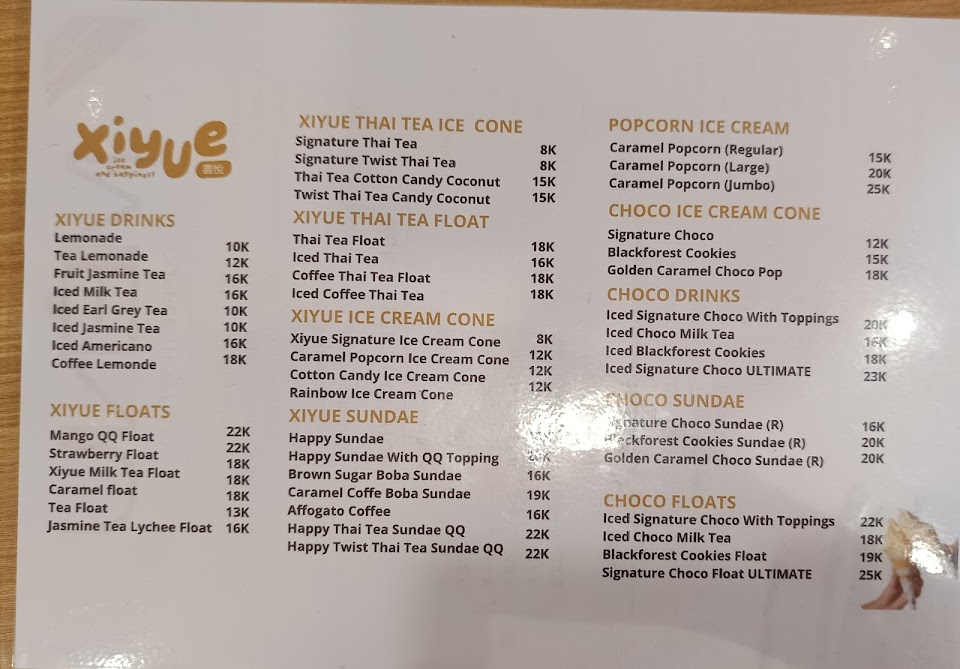 xiyue
ice
cream
and happiness
喜悦
XIYUE DRINKS
Lemonade 10K
Tea Lemonade 12K
Fruit Jasmine Tea 16K
Iced Milk Tea 16K
Iced Earl Grey Tea 10K
Iced Jasmine Tea 10K
Iced Americano 16K
Coffee Lemonde 18K
XIYUE FLOATS
Mango QQ Float 22K
Strawberry Float 22K
Xiyue Milk Tea Float 18K
Caramel float 18K
Tea Float 13K
Jasmine Tea Lychee Float 16K
XIYUE THAI TEA ICE CONE
Signature Thai Tea 8K
Signature Twist Thai Tea 8K
Thai Tea Cotton Candy Coconut 15K
Twist Thai Tea Candy Coconut 15K
XIYUE THAI TEA FLOAT
Thai Tea Float 18K
Iced Thai Tea 16K
Coffee Thai Tea Float 18K
Iced Coffee Thai Tea 18K
XIYUE ICE CREAM CONE
Xiyue Signature Ice Cream Cone 8K
Caramel Popcorn Ice Cream Cone 12K
Cotton Candy Ice Cream Cone 12K
Rainbow Ice Cream Cone 12K
XIYUE SUNDAE
Happy Sundae
Happy Sundae With QQ Topping
Brown Sugar Boba Sundae 16K
Caramel Coffe Boba Sundae 19K
Affogato Coffee 16K
Happy Thai Tea Sundae QQ 22K
Happy Twist Thai Tea Sundae QQ 22K
POPCORN ICE CREAM
Caramel Popcorn (Regular) 15K
Caramel Popcorn (Large) 20K
Caramel Popcorn (Jumbo) 25K
CHOCO ICE CREAM CONE
Signature Choco 12K
Blackforest Cookies 15K
Golden Caramel Choco Pop 18K
CHOCO DRINKS
Iced Signature Choco With Toppings 20K
Iced Choco Milk Tea 16K
Iced Blackforest Cookies 18K
Iced Signature Choco ULTIMATE 23K
CHOCO SUNDAE
Signature Choco Sundae (R) 16K
Blackforest Cookies Sundae (R) 20K
Golden Caramel Choco Sundae (R) 20K
CHOCO FLOATS
Iced Signature Choco With Toppings 22K
Iced Choco Milk Tea 18K
Blackforest Cookies Float 19K
Signature Choco Float ULTIMATE 25K